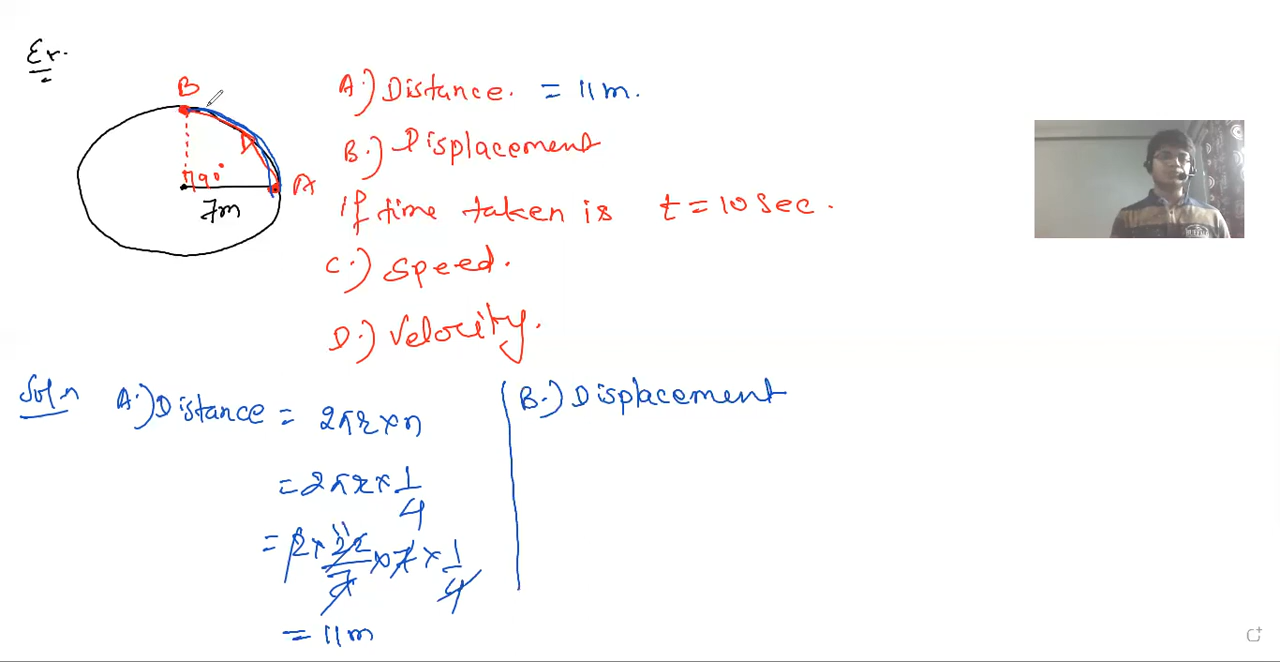 Ex.
B
90°
A
7m
A.) Distance. = 11m.
B.) Displacement
If time taken is t = 10 sec.
C.) Speed.
D.) Velocity.
Soln A.) Distance = 2πr × n
= 2πr × 1/4
= 2 × 22/7 × 7 × 1/4
11
= 11m
B.) Displacement